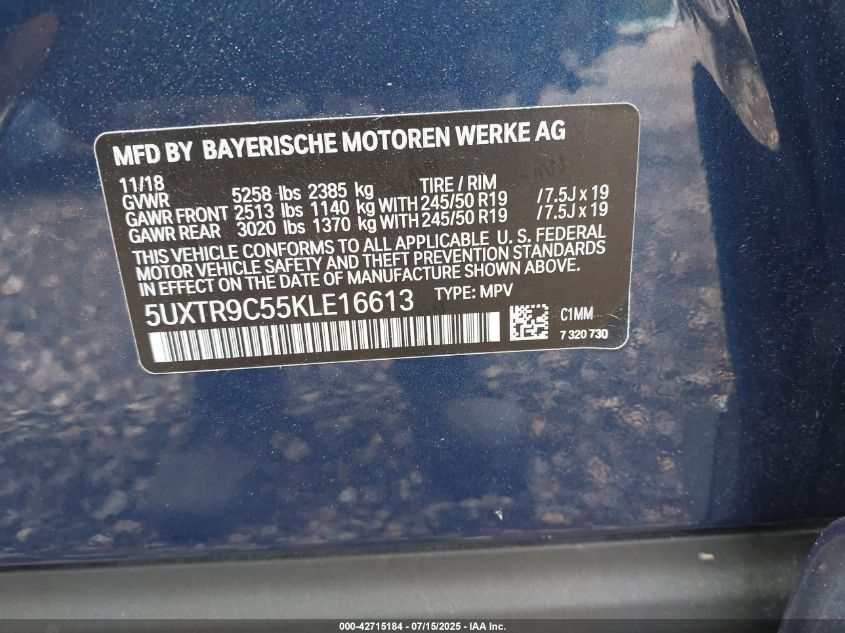 MFD BY BAYERISCHE MOTOREN WERKE AG
11/18
GVWR 5258 lbs 2385 kg TIRE / RIM
GAWR FRONT 2513 lbs 1140 kg WITH 245/50 R19 / 7.5J x 19
GAWR REAR 3020 lbs 1370 kg WITH 245/50 R19 / 7.5J x 19
THIS VEHICLE CONFORMS TO ALL APPLICABLE U. S. FEDERAL
MOTOR VEHICLE SAFETY AND THEFT PREVENTION STANDARDS
IN EFFECT ON THE DATE OF MANUFACTURE SHOWN ABOVE.
5UXTR9C55KLE16613 TYPE: MPV
C1MM
7 320 730
000-42715184 - 07/15/2025 - IAA Inc.